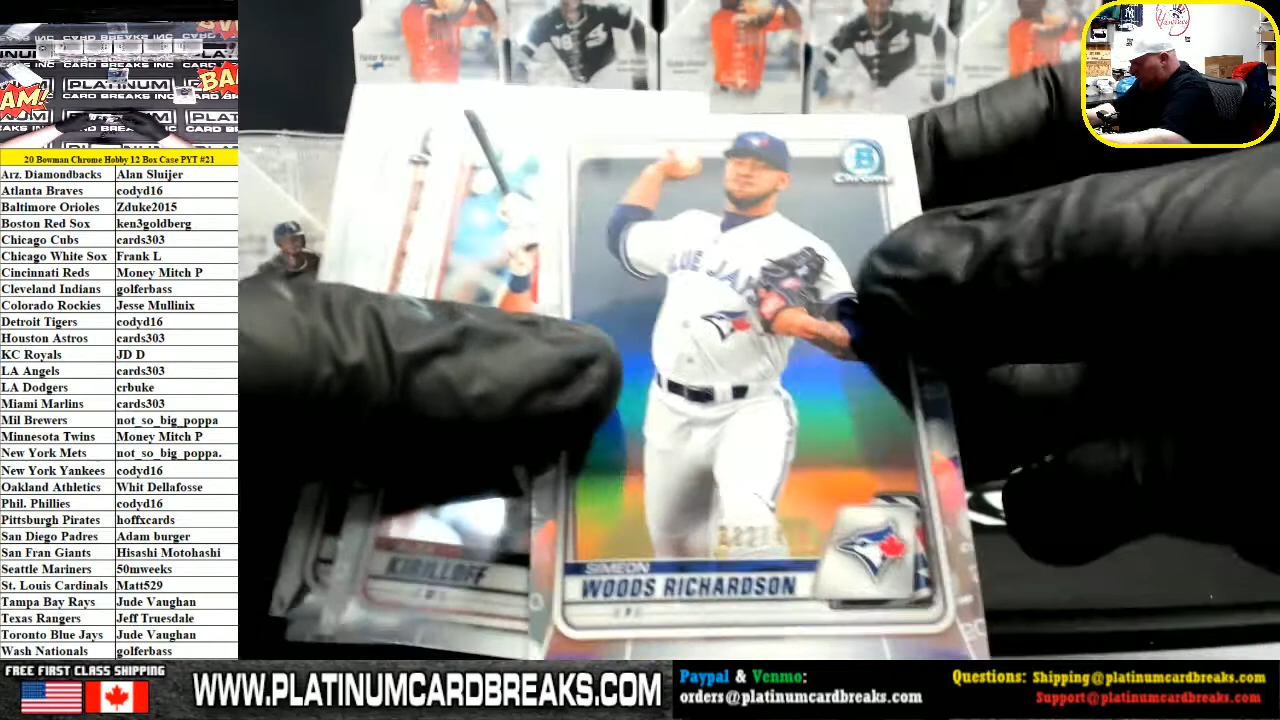 PLATINUM
CARD BREAKS INC
20 Bowman Chrome Hobby 12 Box Case PYT #21
Arz. Diamondbacks Alan Sluijer
Atlanta Braves codyd16
Baltimore Orioles Zduke2015
Boston Red Sox ken3goldberg
Chicago Cubs cards303
Chicago White Sox Frank L
Cincinnati Reds Money Mitch P
Cleveland Indians golferbass
Colorado Rockies Jesse Mullinix
Detroit Tigers codyd16
Houston Astros cards303
KC Royals JD D
LA Angels cards303
LA Dodgers crbuke
Miami Marlins cards303
Mil Brewers not_so_big_poppa
Minnesota Twins Money Mitch P
New York Mets not_so_big_poppa.
New York Yankees codyd16
Oakland Athletics Whit Dellafosse
Phil. Phillies codyd16
Pittsburgh Pirates hoffxcards
San Diego Padres Adam burger
San Fran Giants Hisashi Motohashi
Seattle Mariners 50mweeks
St. Louis Cardinals Matt529
Tampa Bay Rays Jude Vaughan
Texas Rangers Jeff Truesdale
Toronto Blue Jays Jude Vaughan
Wash Nationals golferbass
B
Chrome
BLUE JAYS
KIRILLOFF
SIMEON
WOODS RICHARDSON
FREE FIRST CLASS SHIPPING
WWW.PLATINUMCARDBREAKS.COM
Paypal & Venmo:
orders@platinumcardbreaks.com
Questions: Shipping@platinumcardbreaks.com
Support@platinumcardbreaks.com